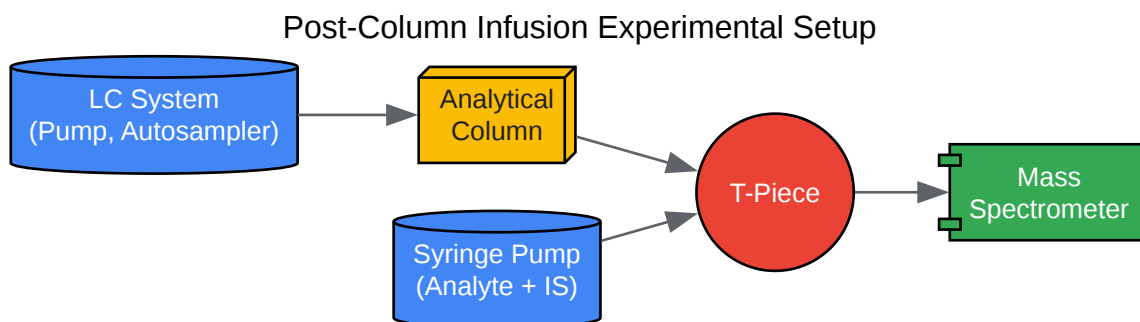 Post-Column Infusion Experimental Setup
LC System
(Pump, Autosampler)
Analytical
Column
T-Piece
Mass
Spectrometer
Syringe Pump
(Analyte + IS)